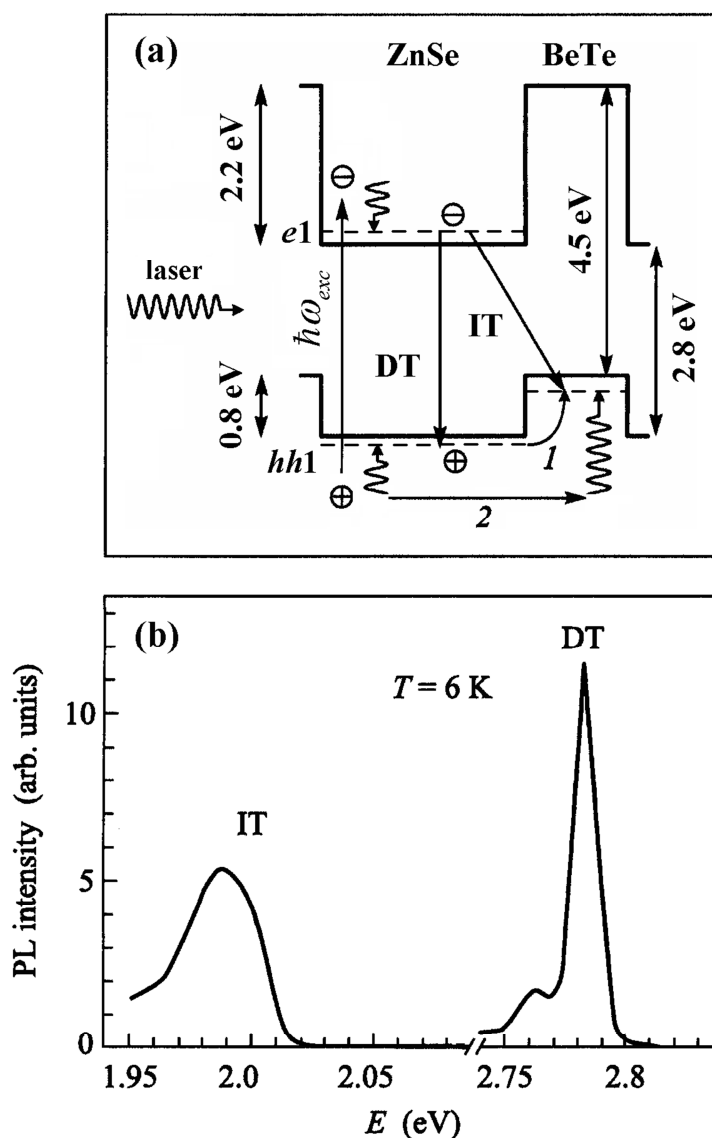 (a)
ZnSe BeTe
2.2 eV
e1
laser
ħω_exc
DT
IT
4.5 eV
2.8 eV
0.8 eV
hh1
1
2
(b)
DT
T = 6 K
IT
PL intensity (arb. units)
10
5
0
1.95 2.0 2.05 2.75 2.8
E (eV)